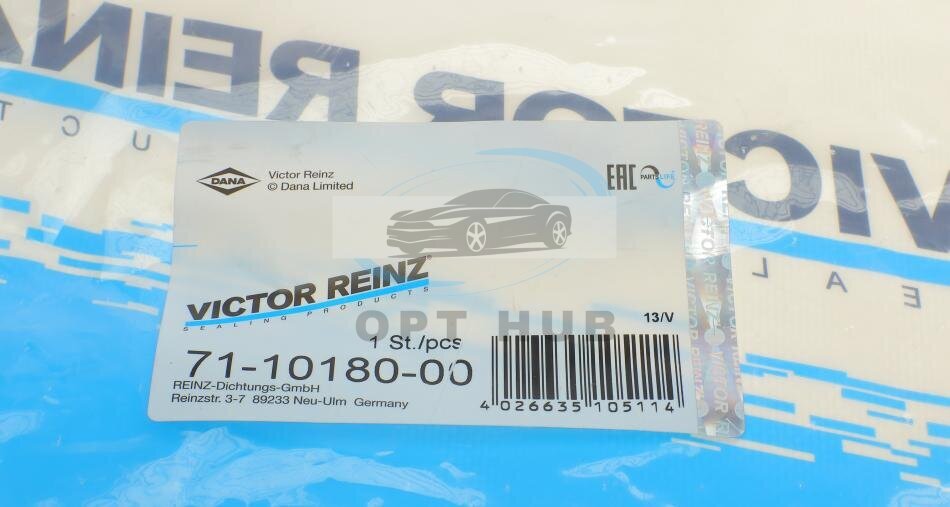 VICTOR REINZ
DANA
Victor Reinz
© Dana Limited
EAC
PARTSLIFE
VICTOR REINZ®
SEALING PRODUCTS
OPT HUB
13/V
1 St./pcs
71-10180-00
REINZ-Dichtungs-GmbH
Reinzstr. 3-7 89233 Neu-Ulm Germany
4 026635 105114
VICTOR REINZ